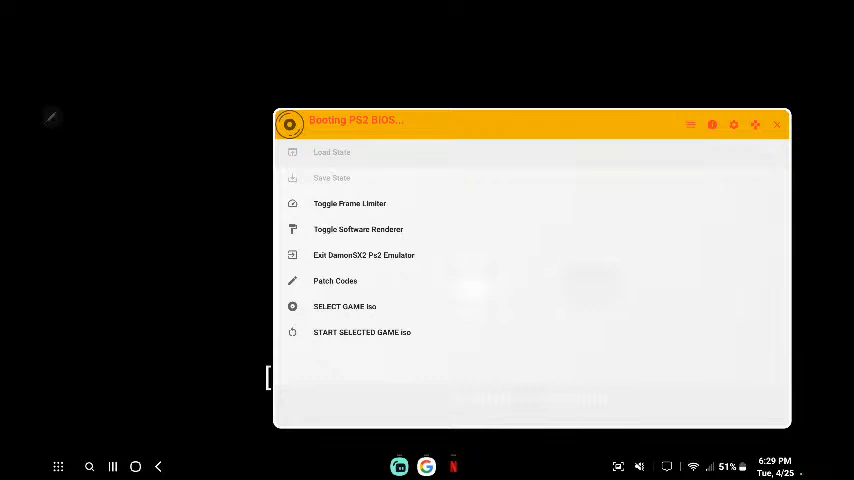 Booting PS2 BIOS...
Load State
Save State
Toggle Frame Limiter
Toggle Software Renderer
Exit DamonSX2 Ps2 Emulator
Patch Codes
SELECT GAME iso
START SELECTED GAME iso
[
51%
6:29 PM
Tue, 4/25